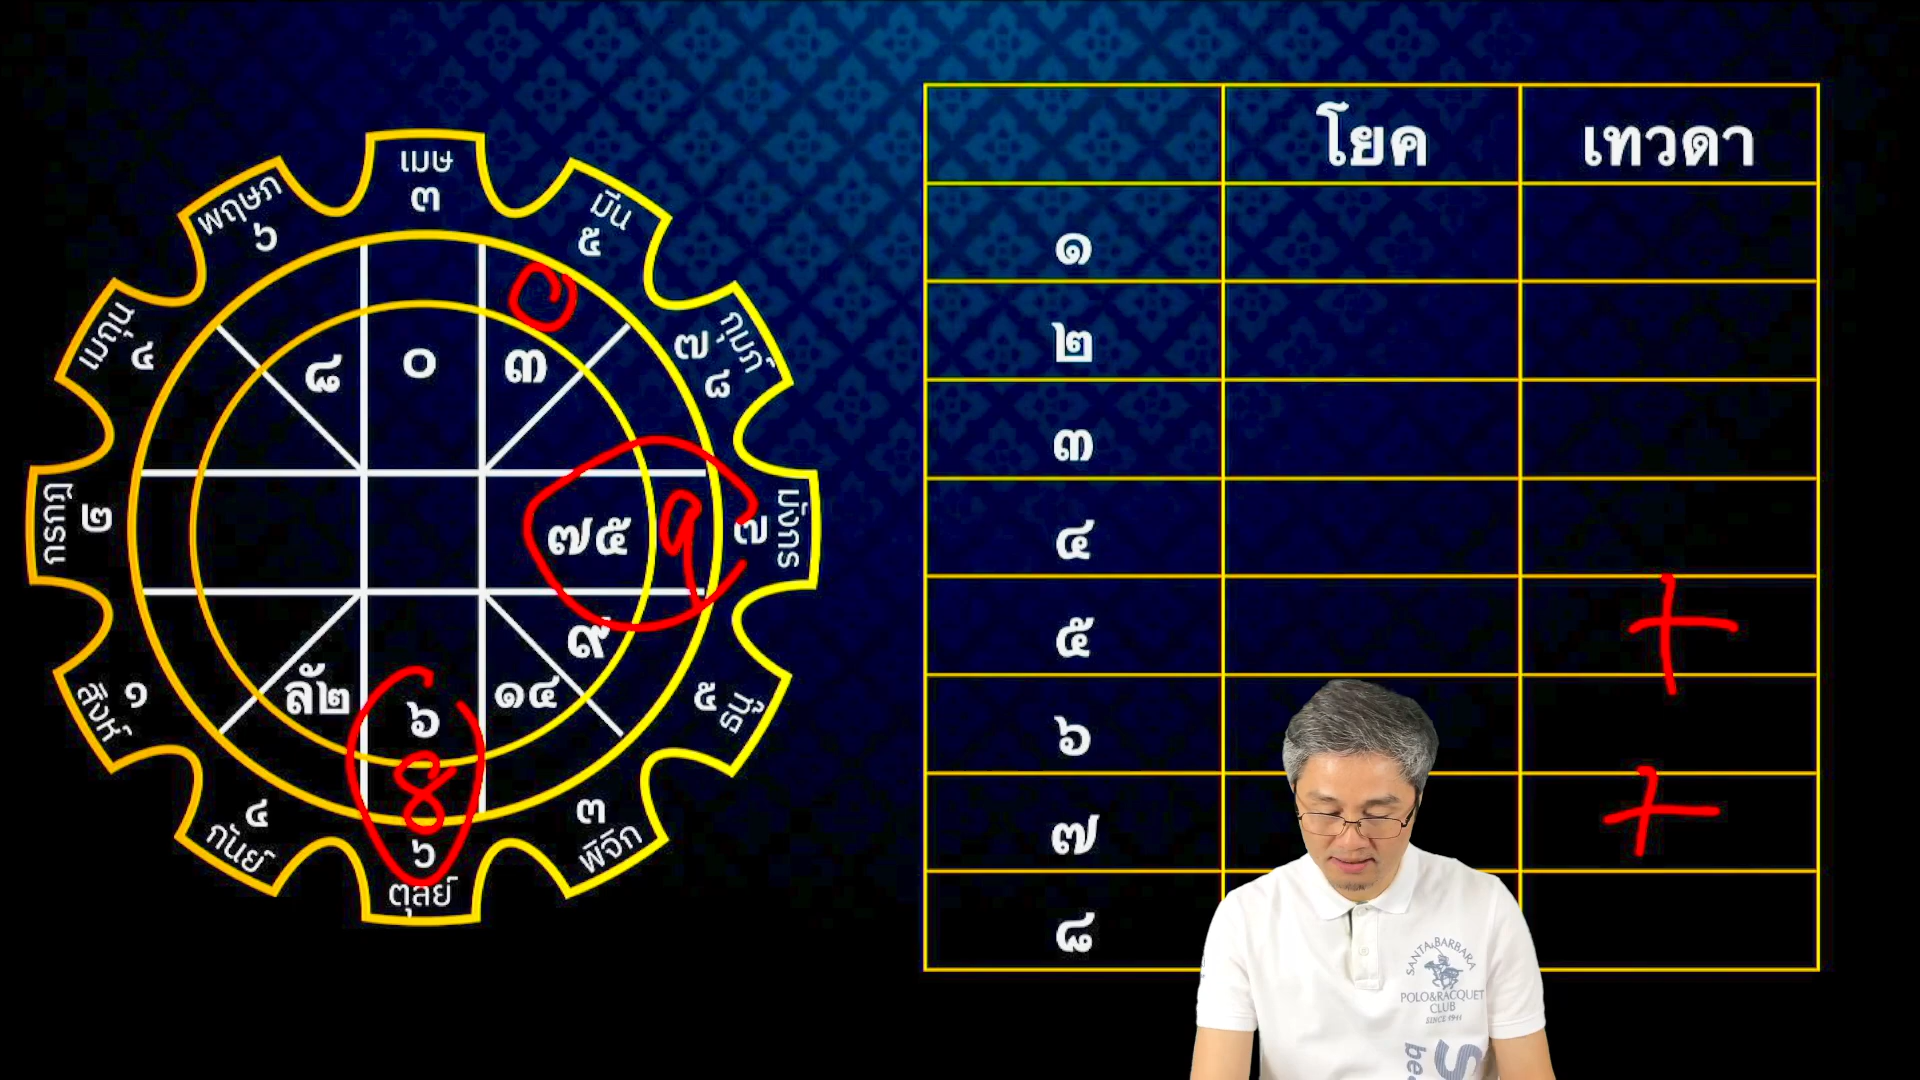 เมษ
๓
มีน
๕
กุมภ์
๗
๘
มังกร
๗
ธนู
๕
พิจิก
๓
ตุลย์
๖
กันย์
๔
สิงห์
๑
กรกฎ
๒
เมถุน
๔
พฤษภ
๖
๘
๐
๓
๗๕
๙
๑๔
๖
8
ลั๒
โยค
เทวดา
๑
๒
๓
๔
๕
+
๖
๗
+
๘
SANTA BARBARA
POLO&RACQUET
CLUB
SINCE 1911